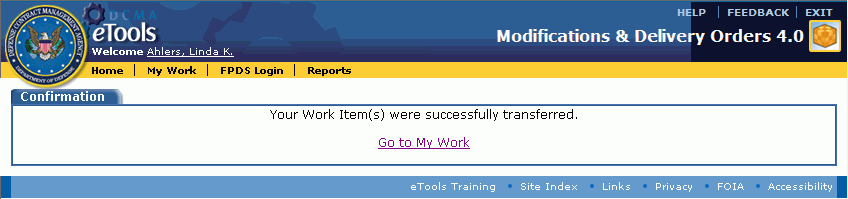 HELP | FEEDBACK | EXIT
DCMA
eTools
Welcome Ahlers, Linda K.
Modifications & Delivery Orders 4.0
DEFENSE CONTRACT MANAGEMENT AGENCY
DEPARTMENT OF DEFENSE
Home | My Work | FPDS Login | Reports
Confirmation
Your Work Item(s) were successfully transferred.
Go to My Work
eTools Training • Site Index • Links • Privacy • FOIA • Accessibility